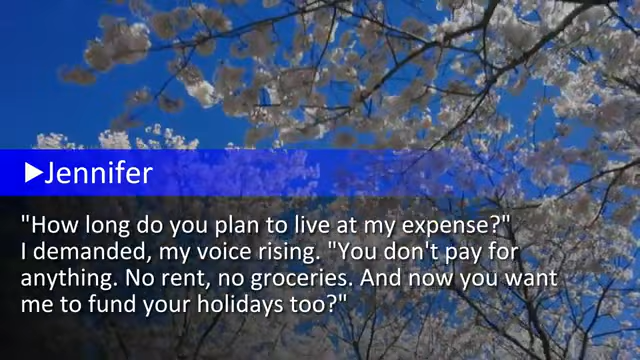 ▶Jennifer
"How long do you plan to live at my expense?"
I demanded, my voice rising. "You don't pay for
anything. No rent, no groceries. And now you want
me to fund your holidays too?"